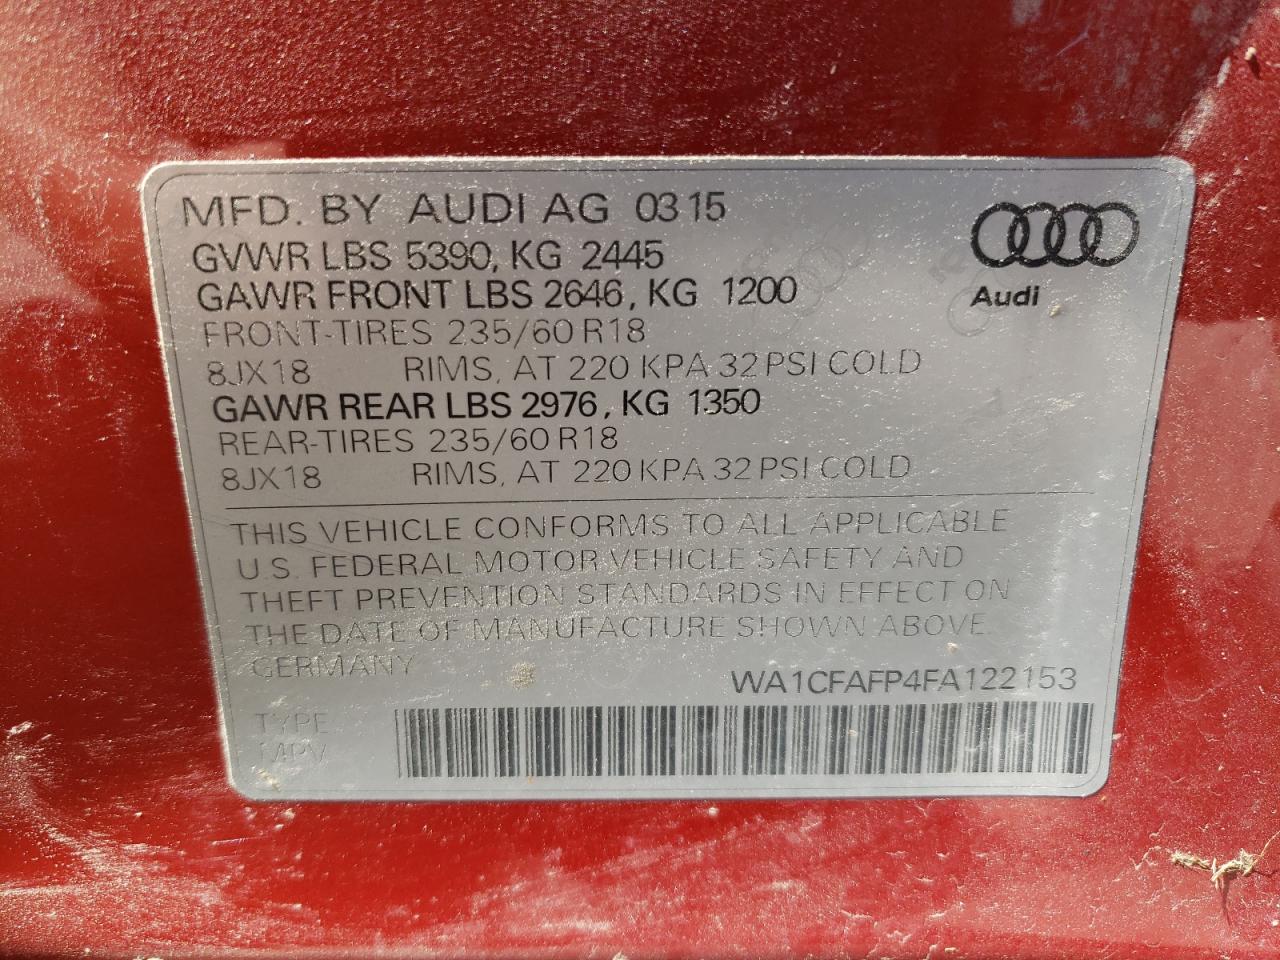 MFD. BY AUDI AG 03 15
GVWR LBS 5390, KG 2445
GAWR FRONT LBS 2646, KG 1200
FRONT-TIRES 235/60 R18
8JX18 RIMS, AT 220 KPA 32 PSI COLD
GAWR REAR LBS 2976, KG 1350
REAR-TIRES 235/60 R18
8JX18 RIMS, AT 220 KPA 32 PSI COLD
Audi
THIS VEHICLE CONFORMS TO ALL APPLICABLE
U.S. FEDERAL MOTOR VEHICLE SAFETY AND
THEFT PREVENTION STANDARDS IN EFFECT ON
THE DATE OF MANUFACTURE SHOWN ABOVE.
GERMANY
WA1CFAFP4FA122153
TYPE
MPV